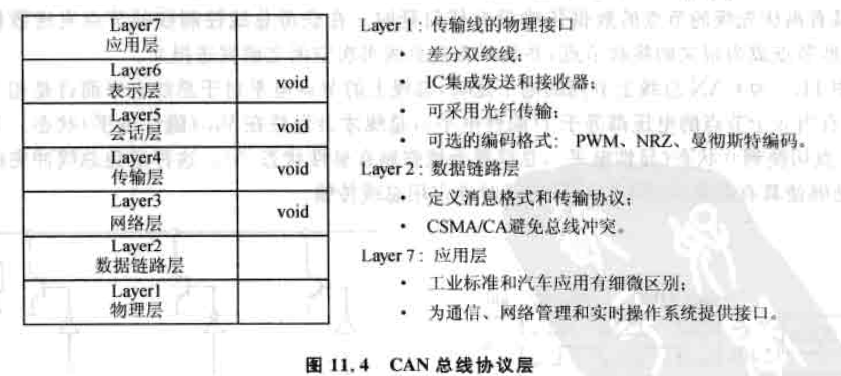 Layer7
应用层
Layer6
表示层
void
Layer5
会话层
void
Layer4
传输层
void
Layer3
网络层
void
Layer2
数据链路层
Layer1
物理层
Layer 1：传输线的物理接口
· 差分双绞线；
· IC集成发送和接收器；
· 可采用光纤传输；
· 可选的编码格式： PWM、NRZ、曼彻斯特编码。
Layer 2：数据链路层
· 定义消息格式和传输协议；
· CSMA/CA避免总线冲突。
Layer 7： 应用层
· 工业标准和汽车应用有细微区别；
· 为通信、网络管理和实时操作系统提供接口。
图 11.4 CAN 总线协议层